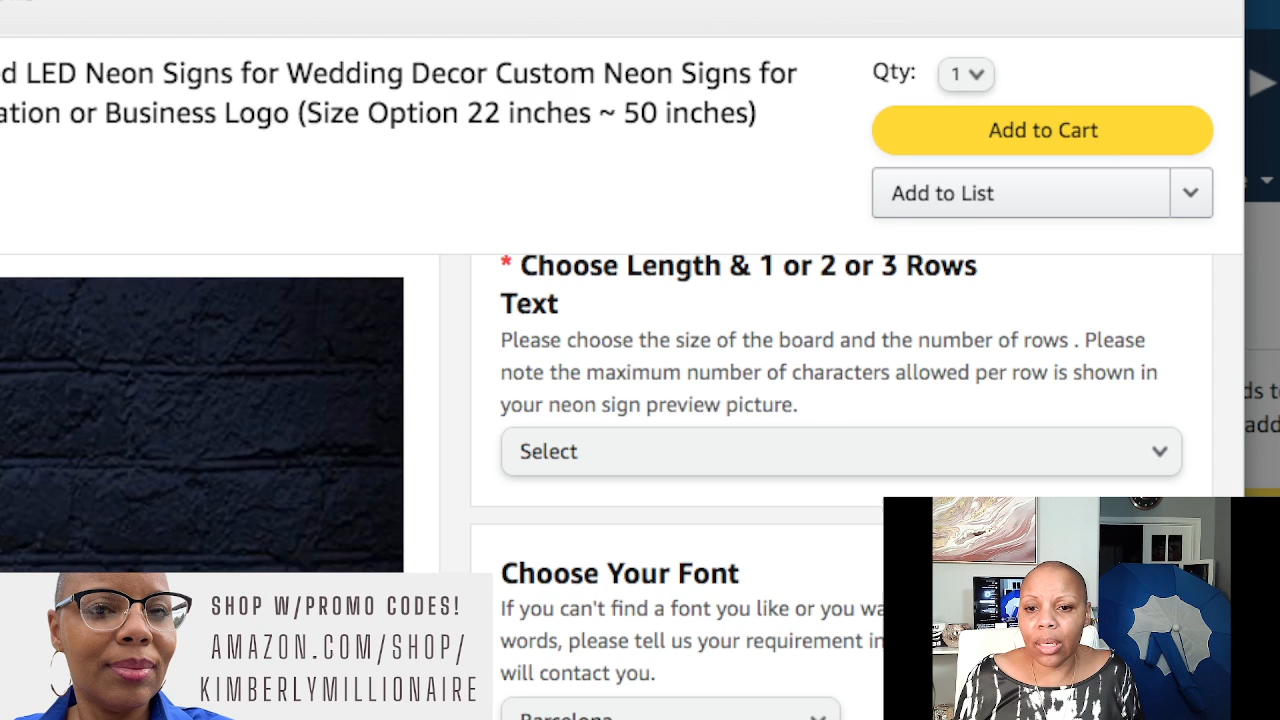 d LED Neon Signs for Wedding Decor Custom Neon Signs for
ation or Business Logo (Size Option 22 inches ~ 50 inches)
Qty:
1
Add to Cart
Add to List
* Choose Length & 1 or 2 or 3 Rows
Text
Please choose the size of the board and the number of rows . Please
note the maximum number of characters allowed per row is shown in
your neon sign preview picture.
Select
Choose Your Font
If you can't find a font you like or you wa
words, please tell us your requirement in
will contact you.
Barcelona
ds to
add
SHOP W/PROMO CODES!
AMAZON.COM/SHOP/
KIMBERLYMILLIONAIRE